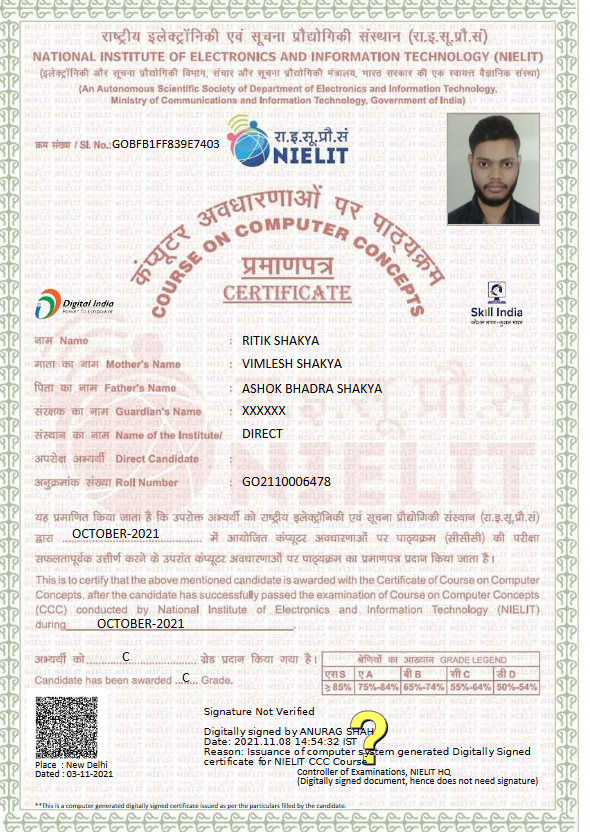 राष्ट्रीय इलेक्ट्रॉनिकी एवं सूचना प्रौद्योगिकी संस्थान (रा.इ.सू.प्रौ.सं)
NATIONAL INSTITUTE OF ELECTRONICS AND INFORMATION TECHNOLOGY (NIELIT)
(इलेक्ट्रॉनिकी और सूचना प्रौद्योगिकी विभाग, संचार और सूचना प्रौद्योगिकी मंत्रालय, भारत सरकार की एक स्वायत्त वैज्ञानिक संस्था)
(An Autonomous Scientific Society of Department of Electronics and Information Technology,
Ministry of Communications and Information Technology, Government of India)
क्रम संख्या / Sl. No.: GOBFB1FF839E7403
रा.इ.सू.प्रौ.सं
NIELIT
कंप्यूटर अवधारणाओं पर पाठ्यक्रम
COURSE ON COMPUTER CONCEPTS
प्रमाणपत्र
CERTIFICATE
Digital India
Power To Empower
Skill India
कौशल भारत-कुशल भारत
नाम Name : RITIK SHAKYA
माता का नाम Mother's Name : VIMLESH SHAKYA
पिता का नाम Father's Name : ASHOK BHADRA SHAKYA
संरक्षक का नाम Guardian's Name : XXXXXX
संस्थान का नाम Name of the Institute/ DIRECT
अपरोक्ष अभ्यर्थी Direct Candidate :
अनुक्रमांक संख्या Roll Number : GO2110006478
यह प्रमाणित किया जाता है कि उपरोक्त अभ्यर्थी को राष्ट्रीय इलेक्ट्रॉनिकी एवं सूचना प्रौद्योगिकी संस्थान (रा.इ.सू.प्रौ.सं)
द्वारा OCTOBER-2021 में आयोजित कंप्यूटर अवधारणाओं पर पाठ्यक्रम (सीसीसी) की परीक्षा
सफलतापूर्वक उत्तीर्ण करने के उपरांत कंप्यूटर अवधारणाओं पर पाठ्यक्रम का प्रमाणपत्र प्रदान किया जाता है।
This is to certify that the above mentioned candidate is awarded with the Certificate of Course on Computer
Concepts, after the candidate has successfully passed the examination of Course on Computer Concepts
(CCC) conducted by National Institute of Electronics and Information Technology (NIELIT)
during OCTOBER-2021.
अभ्यर्थी को C ग्रेड प्रदान किया गया है।
Candidate has been awarded C Grade.
श्रेणियों का आख्यान GRADE LEGEND
एस S ए A बी B सी C डी D
≥ 85% 75%-84% 65%-74% 55%-64% 50%-54%
Signature Not Verified
Digitally signed by ANURAG SHAH
Date: 2021.11.08 14:54:32 IST
Reason: Issuance of computer system generated Digitally Signed
certificate for NIELIT CCC Course
Place : New Delhi
Dated : 03-11-2021
Controller of Examinations, NIELIT HQ
(Digitally signed document, hence does not need signature)
**This is a computer generated digitally signed certificate issued as per the particulars filled by the candidate.